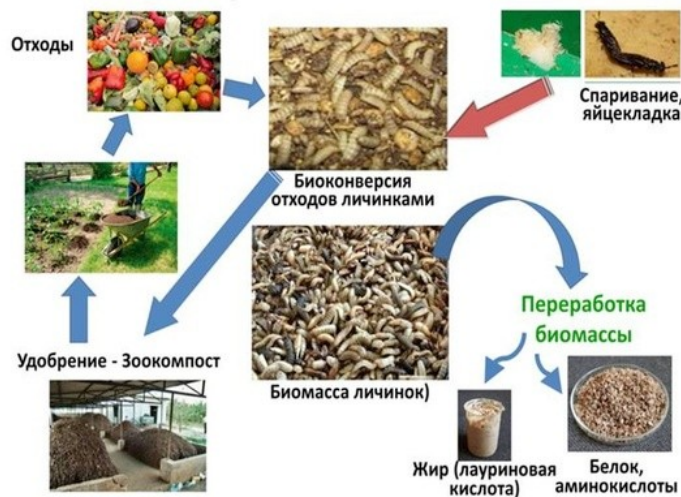 Отходы
Спаривание,
яйцекладка
Биоконверсия
отходов личинками
Переработка
биомассы
Удобрение - Зоокомпост
Биомасса личинок)
Жир (лауриновая
кислота)
Белок,
аминокислоты